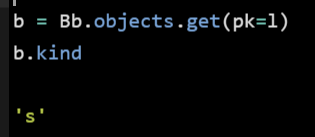 b = Bb.objects.get(pk=1)
b.kind
's'